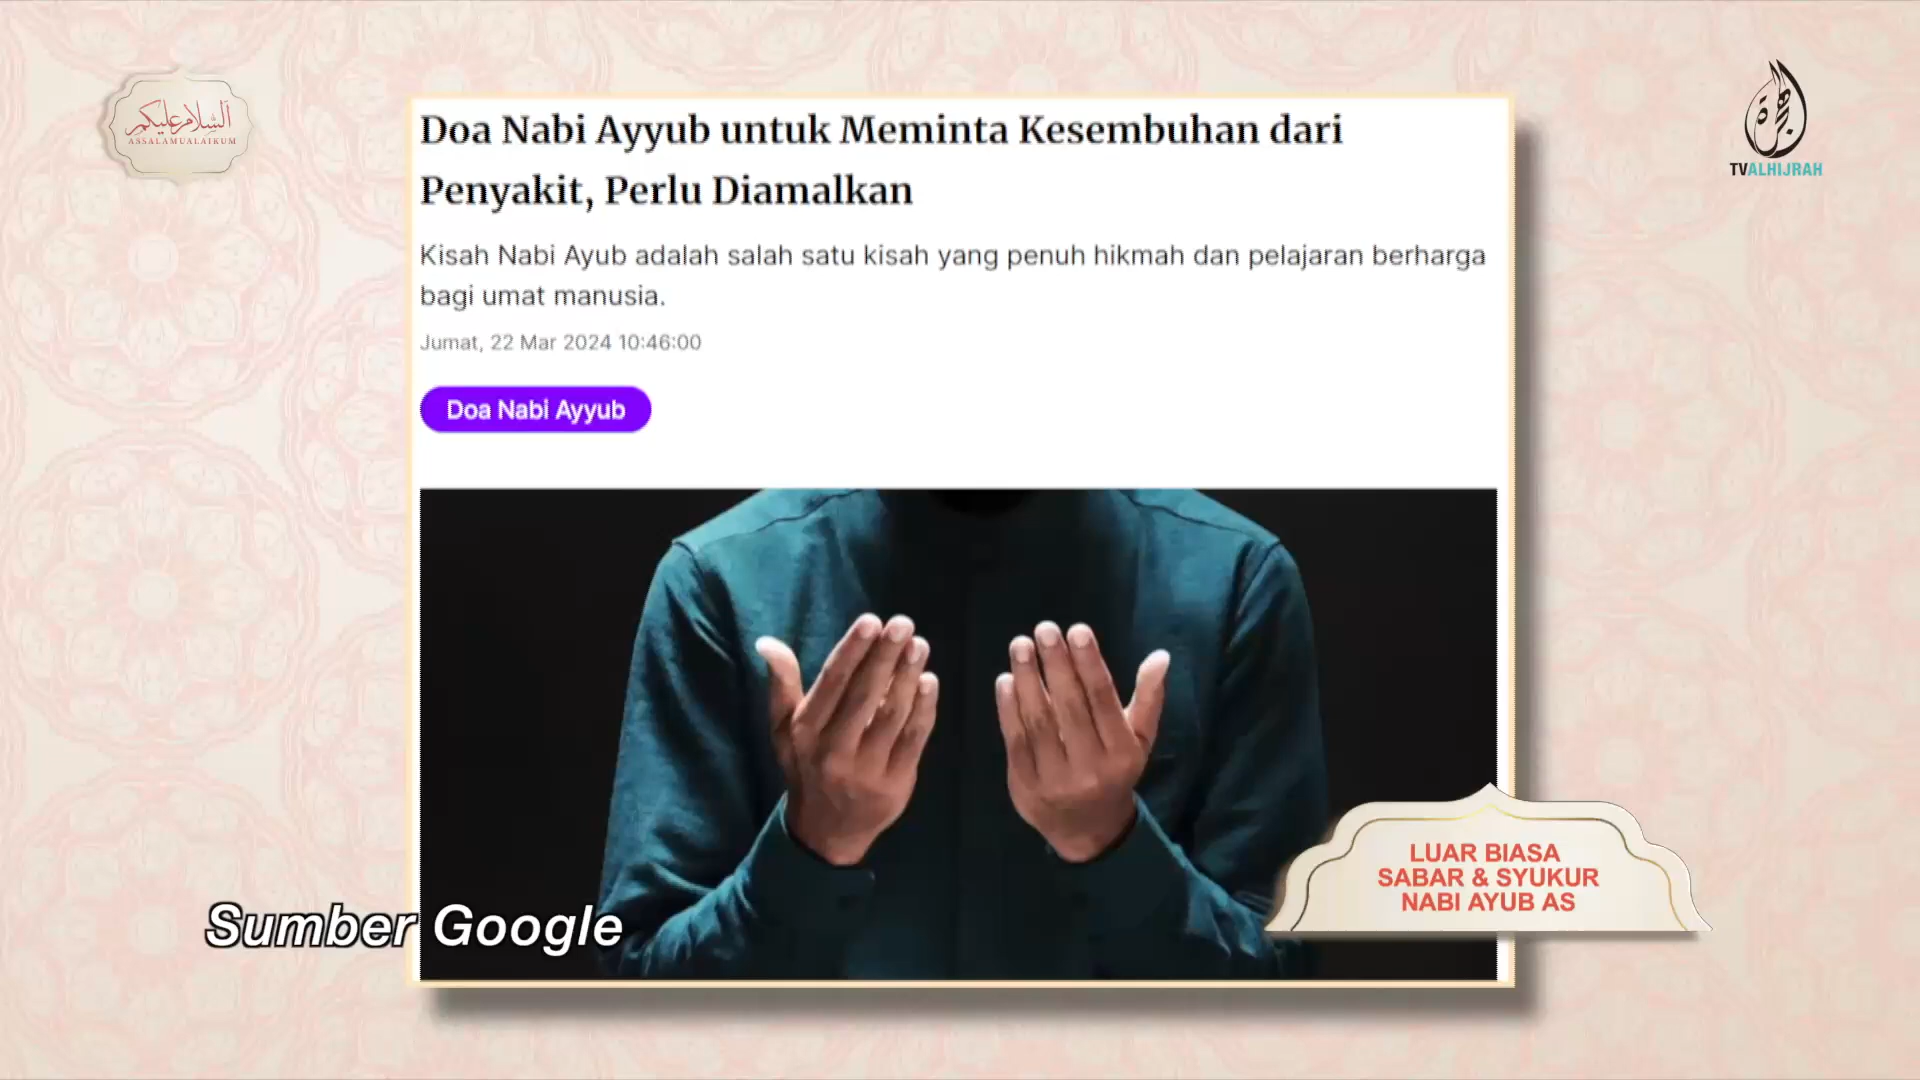 السلام عليكم
ASSALAMUALAIKUM
هجرة
TVALHIJRAH
Doa Nabi Ayyub untuk Meminta Kesembuhan dari
Penyakit, Perlu Diamalkan
Kisah Nabi Ayub adalah salah satu kisah yang penuh hikmah dan pelajaran berharga
bagi umat manusia.
Jumat, 22 Mar 2024 10:46:00
Doa Nabi Ayyub
LUAR BIASA
SABAR & SYUKUR
NABI AYUB AS
Sumber Google